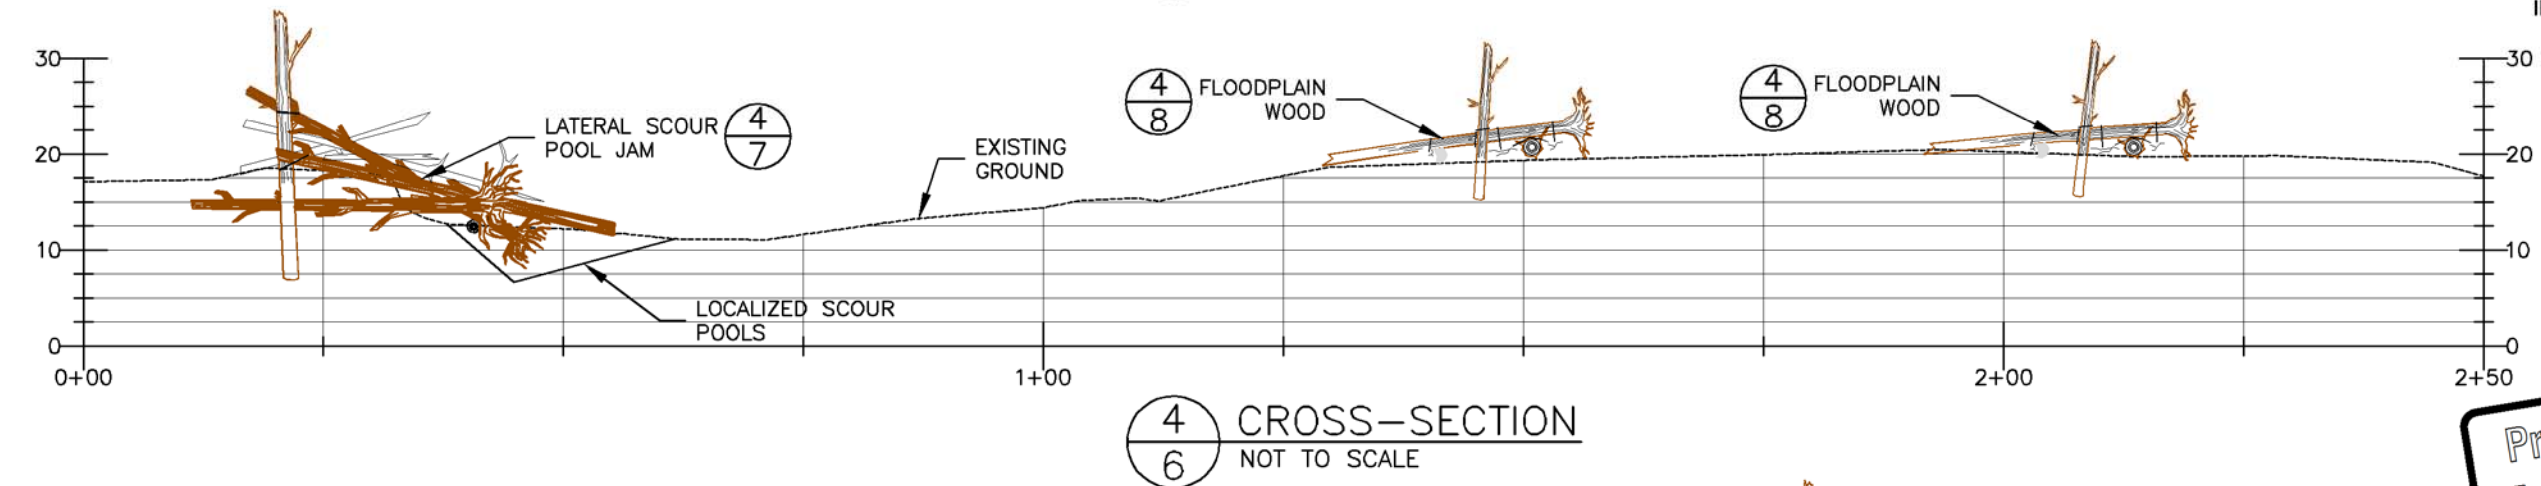 30
20
10
0
LATERAL SCOUR
POOL JAM
4
7
EXISTING
GROUND
4
8
FLOODPLAIN
WOOD
4
8
FLOODPLAIN
WOOD
30
20
10
0
LOCALIZED SCOUR
POOLS
0+00
1+00
2+00
2+50
4
6
CROSS-SECTION
NOT TO SCALE